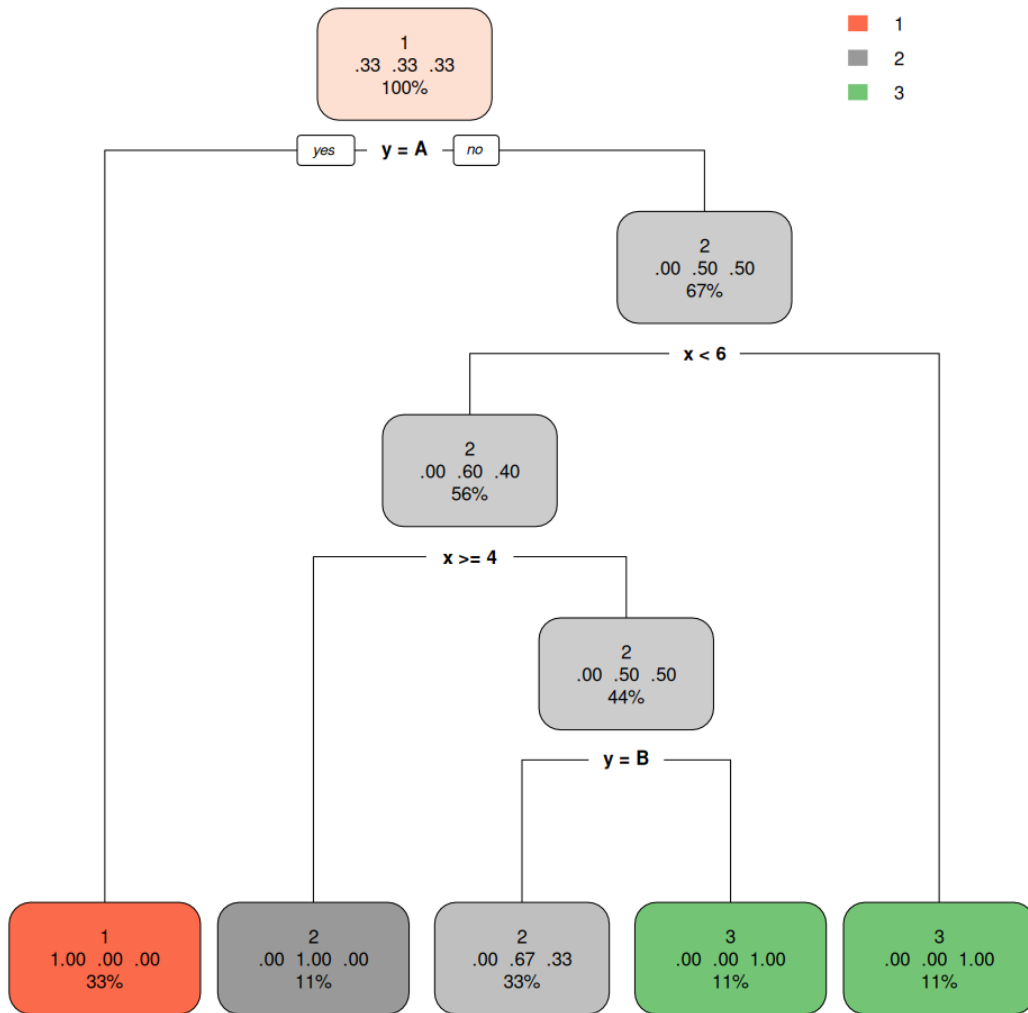 1
.33 .33 .33
100%
1
2
3
yes y = A no
2
.00 .50 .50
67%
x < 6
2
.00 .60 .40
56%
x >= 4
2
.00 .50 .50
44%
y = B
1
1.00 .00 .00
33%
2
.00 1.00 .00
11%
2
.00 .67 .33
33%
3
.00 .00 1.00
11%
3
.00 .00 1.00
11%